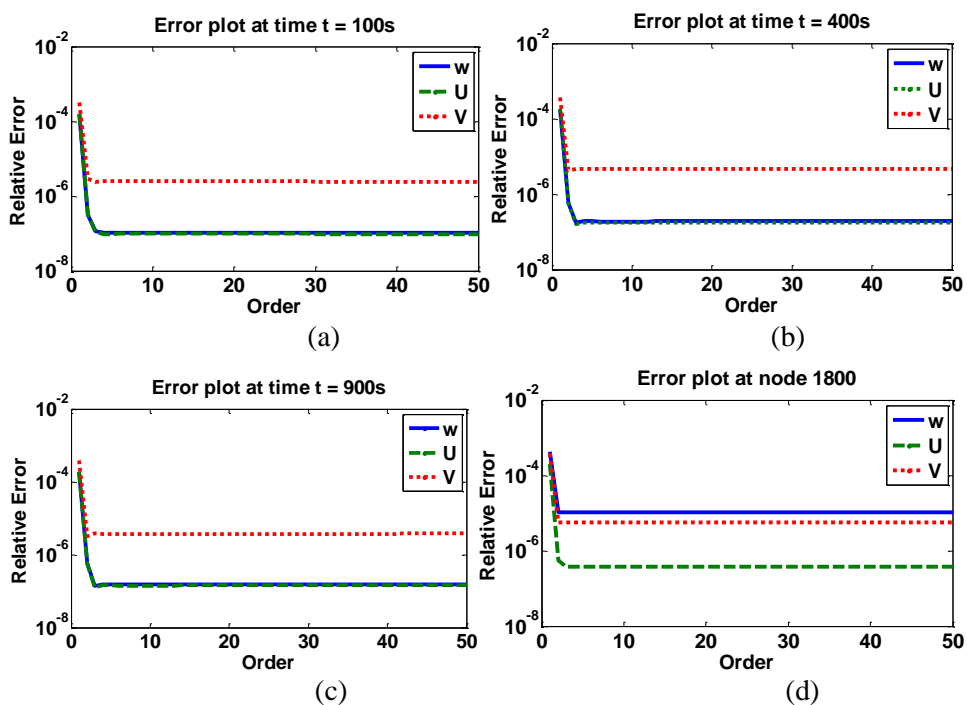 Error plot at time t = 100s
10^-2
10^-4
10^-6
10^-8
Relative Error
0 10 20 30 40 50
Order
w
U
V
(a)
Error plot at time t = 400s
10^-2
10^-4
10^-6
10^-8
Relative Error
0 10 20 30 40 50
Order
w
U
V
(b)
Error plot at time t = 900s
10^-2
10^-4
10^-6
10^-8
Relative Error
0 10 20 30 40 50
Order
w
U
V
(c)
Error plot at node 1800
10^-2
10^-4
10^-6
10^-8
Relative Error
0 10 20 30 40 50
Order
w
U
V
(d)